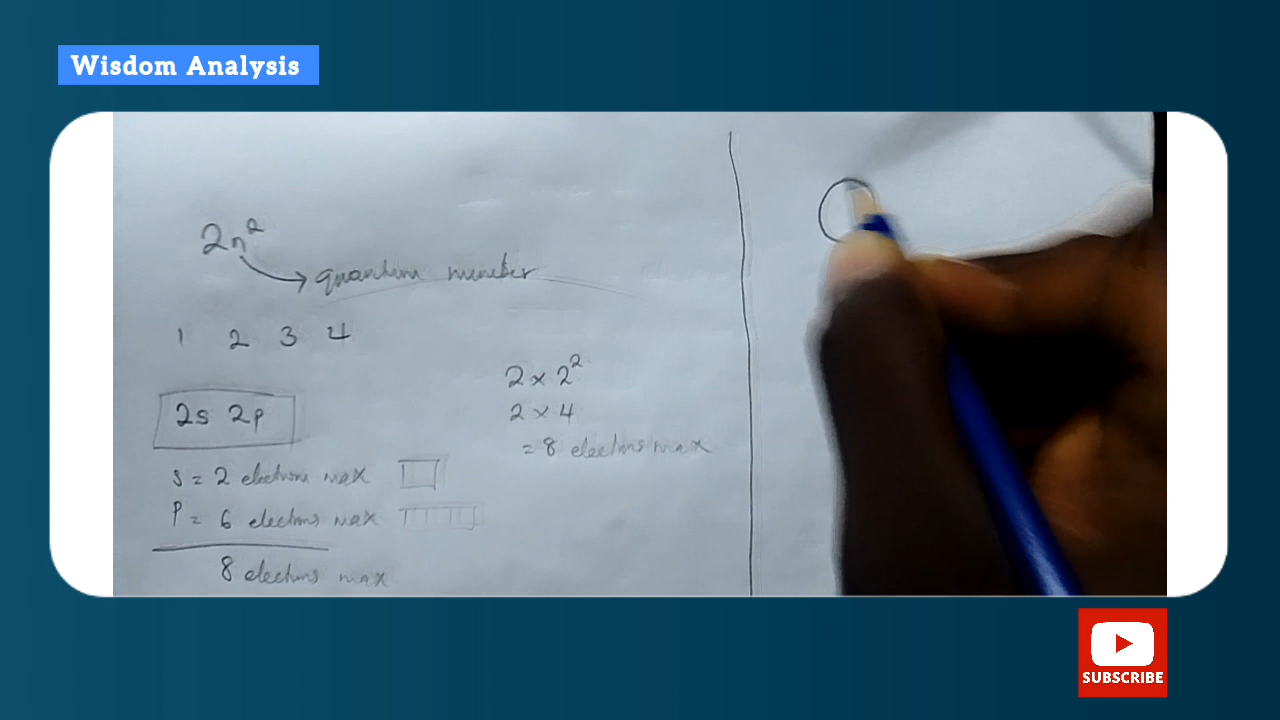 Wisdom Analysis
2n²
quantum number
1 2 3 4
2s 2p
s = 2 electrons max
P = 6 electrons max
8 electrons max
2 × 2²
2 × 4
= 8 electrons max
SUBSCRIBE